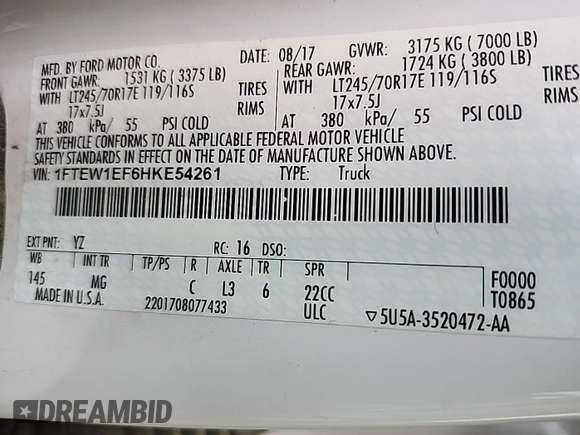 MFD. BY FORD MOTOR CO. DATE: 08/17 GVWR: 3175 KG ( 7000 LB)
FRONT GAWR: 1531 KG ( 3375 LB) REAR GAWR: 1724 KG ( 3800 LB)
WITH LT245/70R17E 119/116S TIRES WITH LT245/70R17E 119/116S TIRES
17x7.5J RIMS 17x7.5J RIMS
AT 380 kPa/ 55 PSI COLD AT 380 kPa/ 55 PSI COLD
THIS VEHICLE CONFORMS TO ALL APPLICABLE FEDERAL MOTOR VEHICLE
SAFETY STANDARDS IN EFFECT ON THE DATE OF MANUFACTURE SHOWN ABOVE.
VIN: 1FTEW1EF6HKE54261 TYPE: Truck
EXT PNT: YZ RC: 16 DSO:
WB TP/PS R AXLE TR SPR F0000
145 MG C L3 6 22CC T0865
MADE IN U.S.A. 2201708077433 ULC ▽5U5A-3520472-AA
DREAMBID